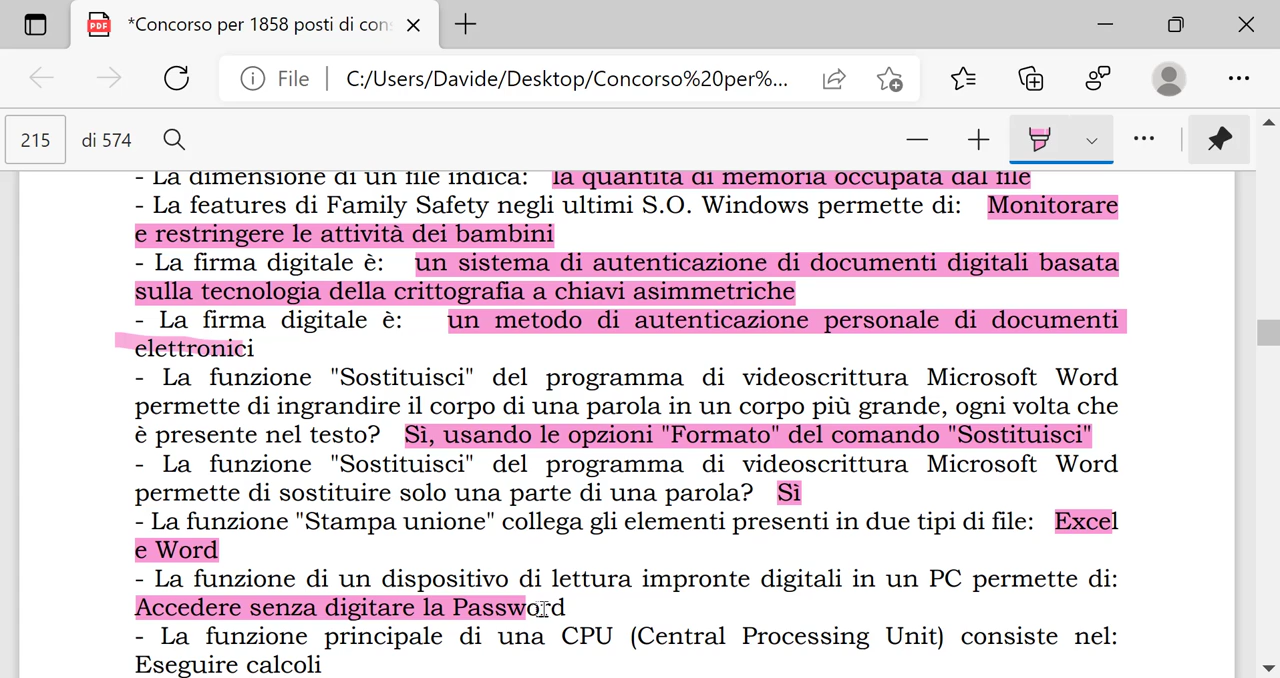 *Concorso per 1858 posti di con
File
C:/Users/Davide/Desktop/Concorso%20per%...
215
di 574
- La dimensione di un file indica: la quantità di memoria occupata dal file
- La features di Family Safety negli ultimi S.O. Windows permette di: Monitorare
e restringere le attività dei bambini
- La firma digitale è: un sistema di autenticazione di documenti digitali basata
sulla tecnologia della crittografia a chiavi asimmetriche
- La firma digitale è: un metodo di autenticazione personale di documenti
elettronici
- La funzione "Sostituisci" del programma di videoscrittura Microsoft Word
permette di ingrandire il corpo di una parola in un corpo più grande, ogni volta che
è presente nel testo? Sì, usando le opzioni "Formato" del comando "Sostituisci"
- La funzione "Sostituisci" del programma di videoscrittura Microsoft Word
permette di sostituire solo una parte di una parola? Sì
- La funzione "Stampa unione" collega gli elementi presenti in due tipi di file: Excel
e Word
- La funzione di un dispositivo di lettura impronte digitali in un PC permette di:
Accedere senza digitare la Password
- La funzione principale di una CPU (Central Processing Unit) consiste nel:
Eseguire calcoli